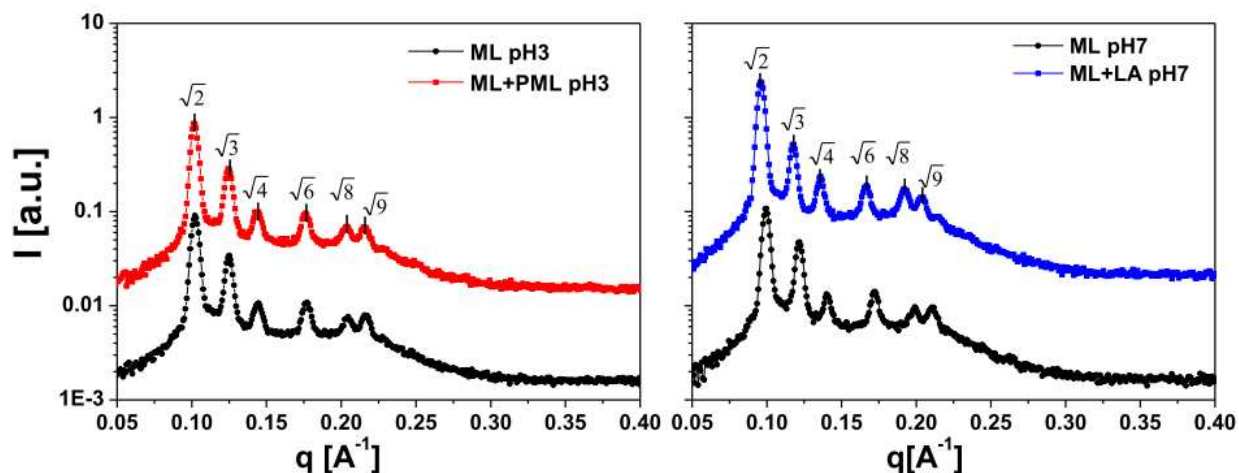 10
1
0.1
0.01
1E-3
I [a.u.]
ML pH3
ML+PML pH3
√2
√3
√4
√6
√8
√9
0.05 0.10 0.15 0.20 0.25 0.30 0.35 0.40
q [A⁻¹]
ML pH7
ML+LA pH7
√2
√3
√4
√6
√8
√9
0.05 0.10 0.15 0.20 0.25 0.30 0.35 0.40
q[A⁻¹]